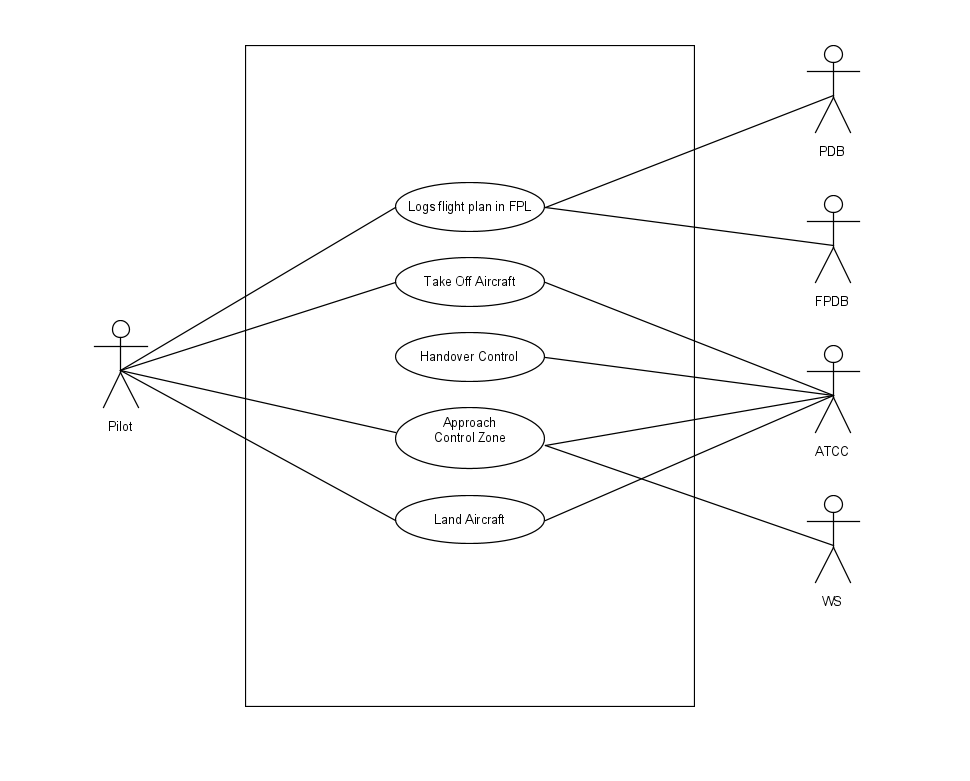 PDB
Logs flight plan in FPL
Take Off Aircraft
FPDB
Handover Control
Pilot
Approach
Control Zone
ATCC
Land Aircraft
WS